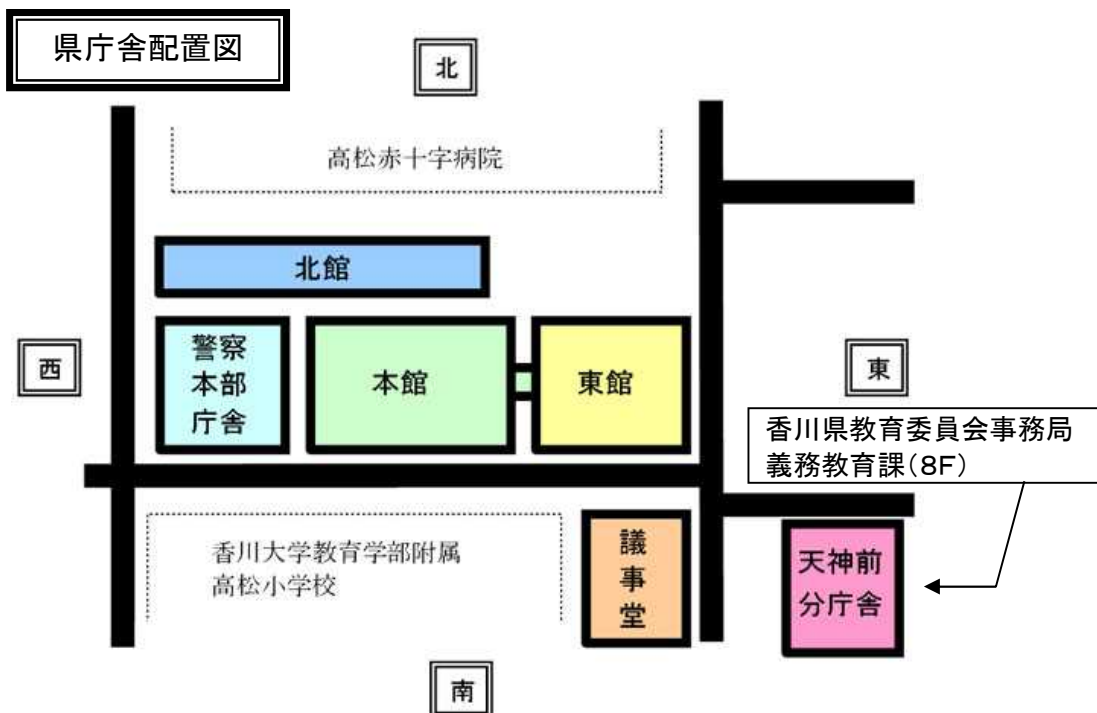 県庁舎配置図
北
高松赤十字病院
北館
西
警察
本部
庁舎
本館
東館
東
香川県教育委員会事務局
義務教育課(8F)
香川大学教育学部附属
高松小学校
議
事
堂
天神前
分庁舎
南